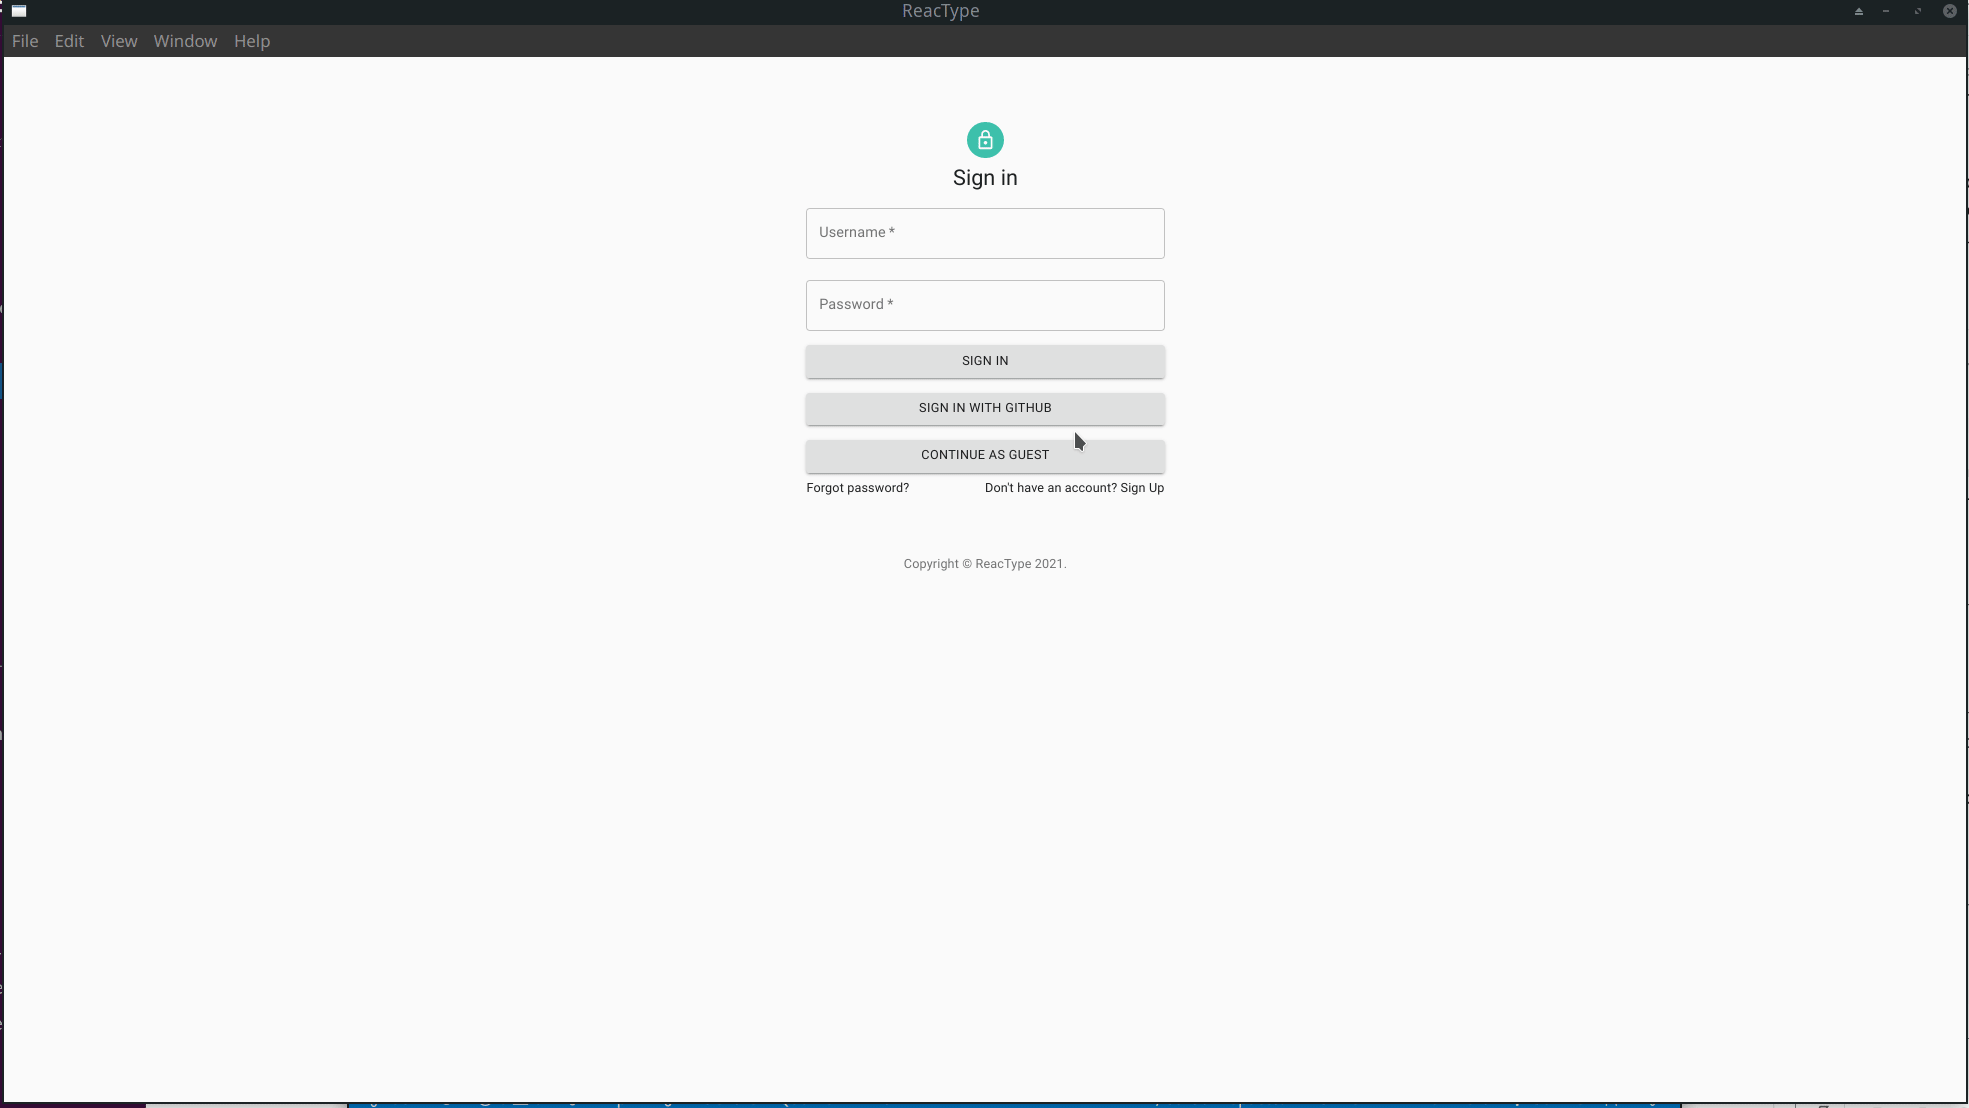 ReacType
File Edit View Window Help
Sign in
Username *
Password *
SIGN IN
SIGN IN WITH GITHUB
CONTINUE AS GUEST
Forgot password? Don't have an account? Sign Up
Copyright © ReacType 2021.